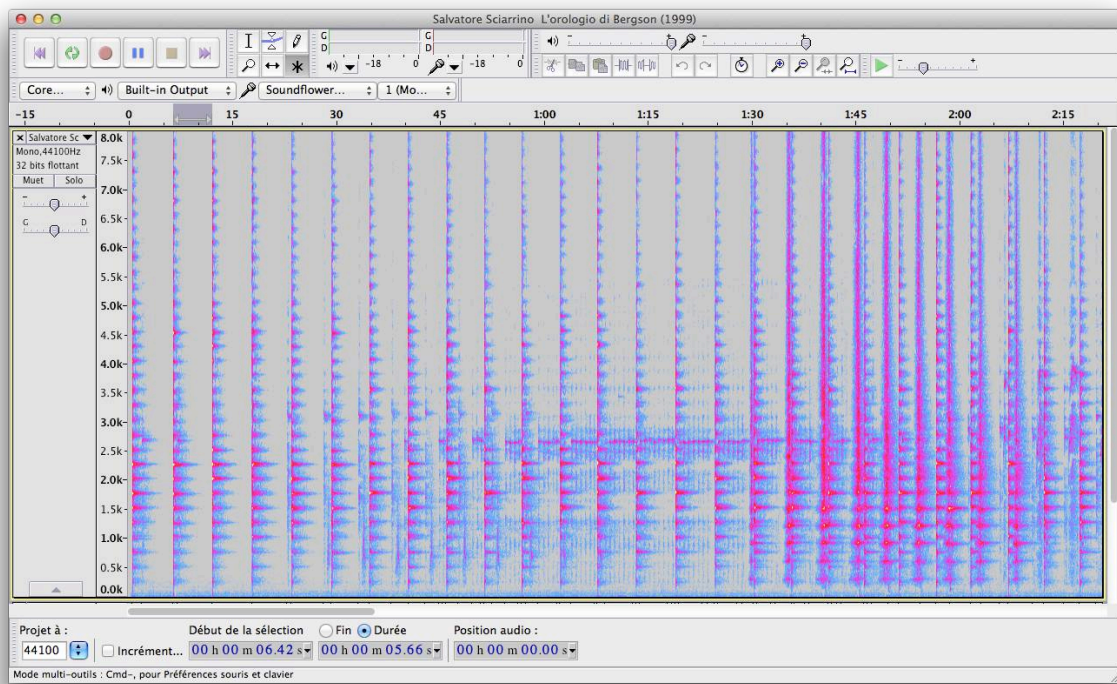 Salvatore Sciarrino L'orologio di Bergson (1999)
G G
D D
-18 0 -18 0
Core... Built-in Output Soundflower... 1 (Mo...
-15 0 15 30 45 1:00 1:15 1:30 1:45 2:00 2:15
Salvatore Sc
Mono,44100Hz
32 bits flottant
Muet Solo
- +
G D
8.0k
7.5k
7.0k
6.5k
6.0k
5.5k
5.0k
4.5k
4.0k
3.5k
3.0k
2.5k
2.0k
1.5k
1.0k
0.5k
0.0k
Projet à : Début de la sélection Fin Durée Position audio :
44100 Incrément... 00 h 00 m 06.42 s 00 h 00 m 05.66 s 00 h 00 m 00.00 s
Mode multi-outils : Cmd-, pour Préférences souris et clavier